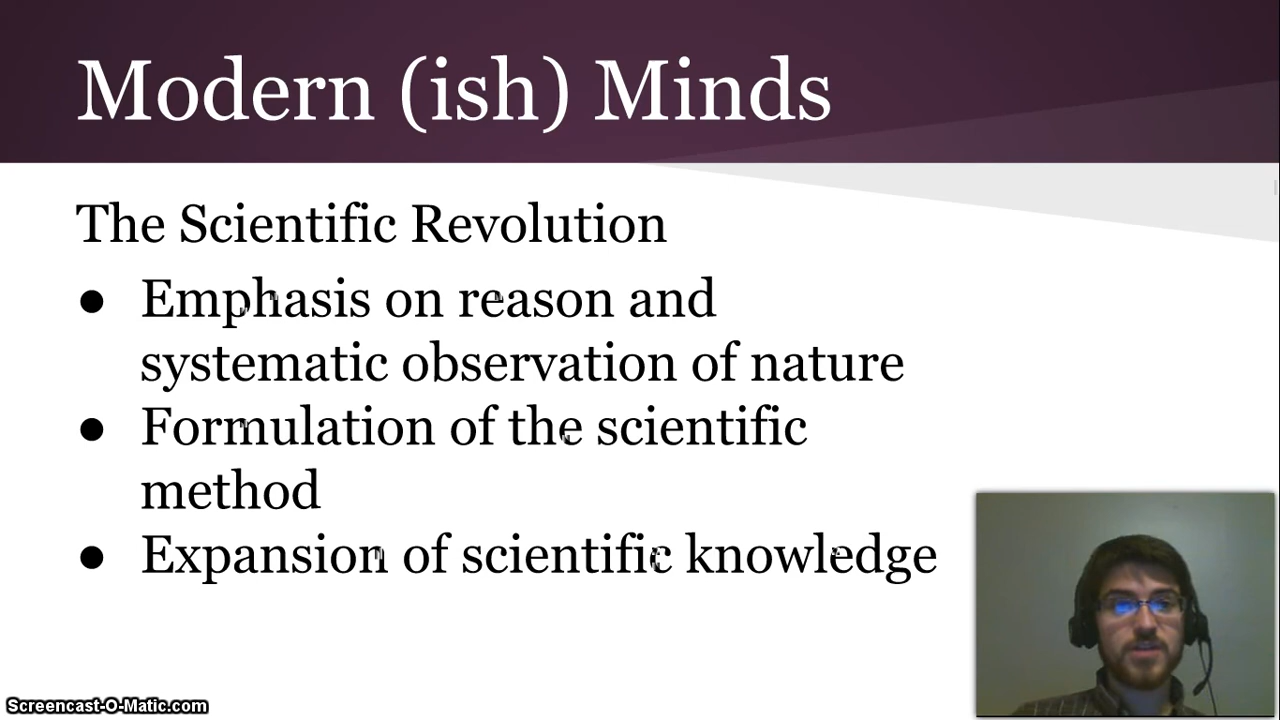 Modern (ish) Minds
The Scientific Revolution
● Emphasis on reason and
systematic observation of nature
● Formulation of the scientific
method
● Expansion of scientific knowledge
Screencast-O-Matic.com